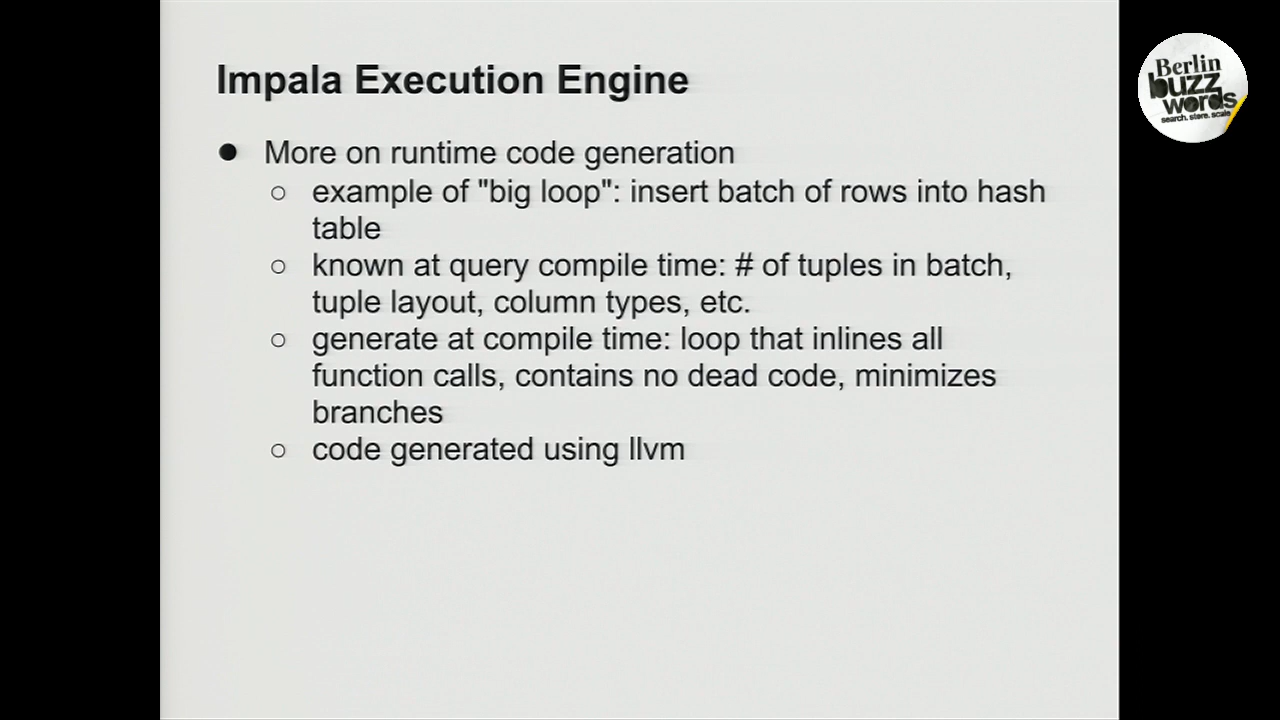 Impala Execution Engine
● More on runtime code generation
○ example of "big loop": insert batch of rows into hash
table
○ known at query compile time: # of tuples in batch,
tuple layout, column types, etc.
○ generate at compile time: loop that inlines all
function calls, contains no dead code, minimizes
branches
○ code generated using llvm
Berlin
buzz
words
search. store. scale